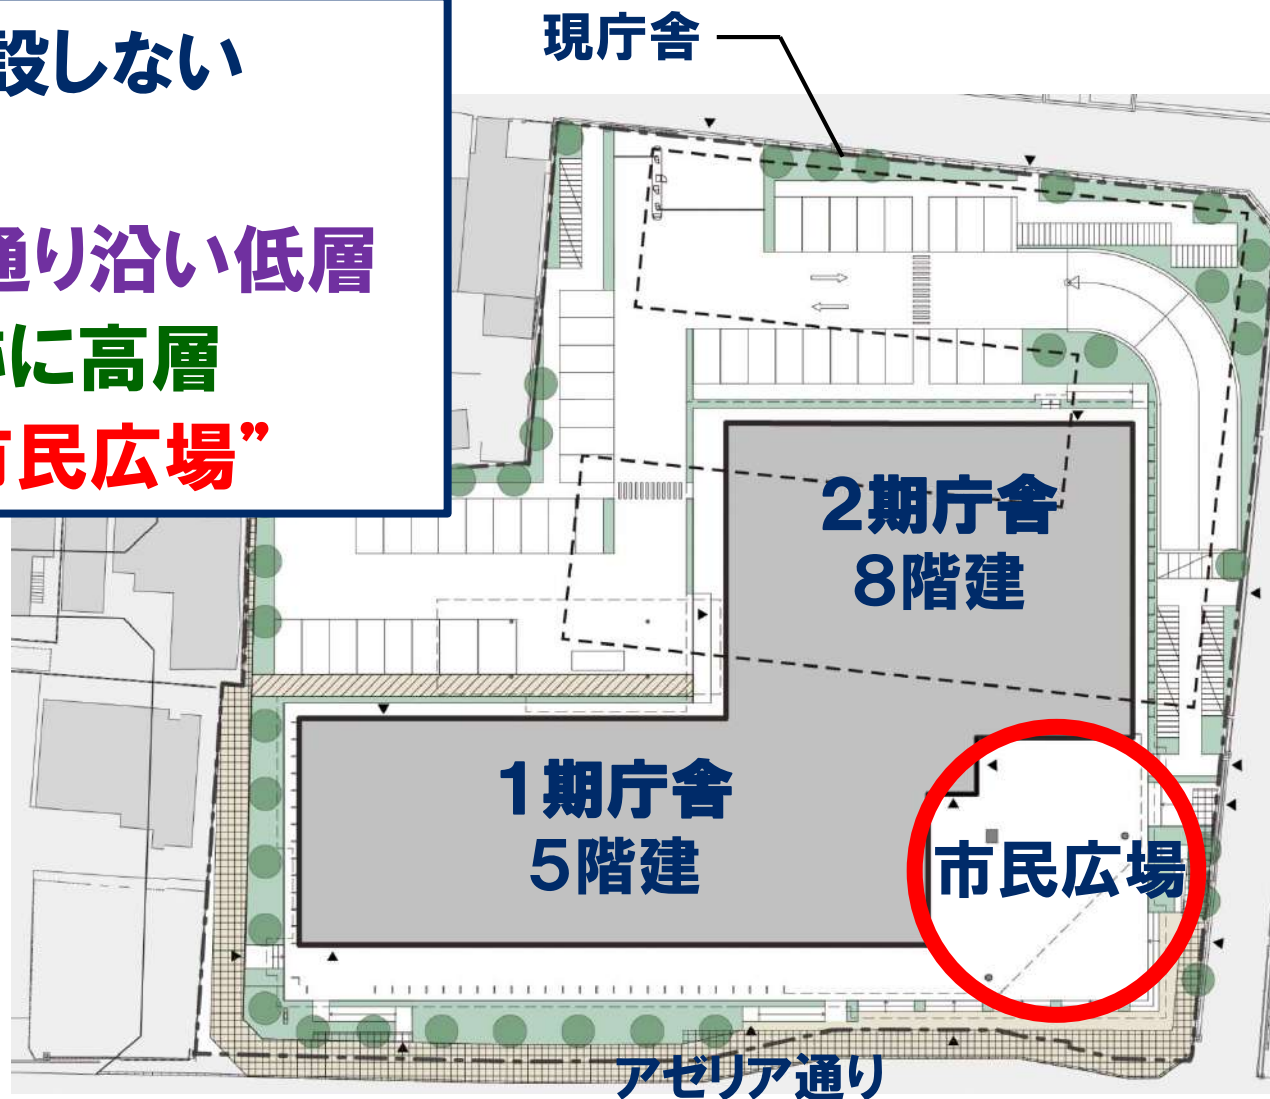 設しない
通り沿い低層
に高層
市民広場”
現庁舎
2期庁舎
8階建
1期庁舎
5階建
市民広場
アゼリア通り